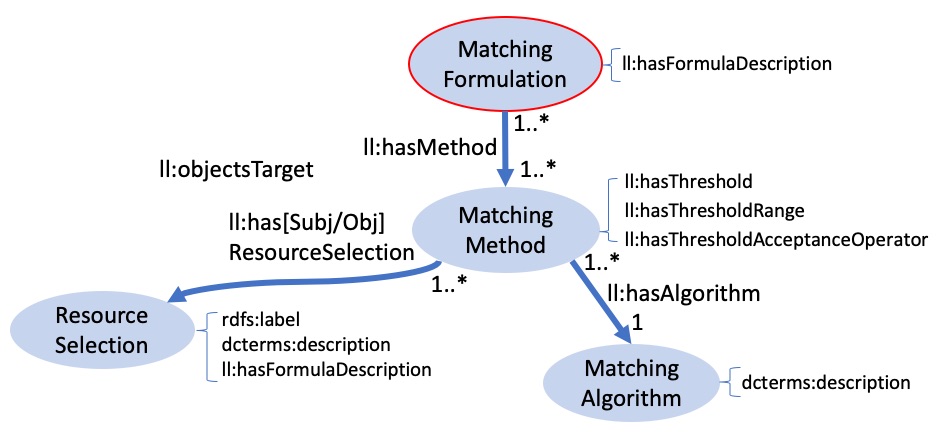 Matching
Formulation
ll:hasFormulaDescription
1..*
ll:hasMethod
1..*
ll:objectsTarget
Matching
Method
ll:hasThreshold
ll:hasThresholdRange
ll:hasThresholdAcceptanceOperator
ll:has[Subj/Obj]
ResourceSelection
1..*
1..*
ll:hasAlgorithm
1
Resource
Selection
rdfs:label
dcterms:description
ll:hasFormulaDescription
Matching
Algorithm
dcterms:description